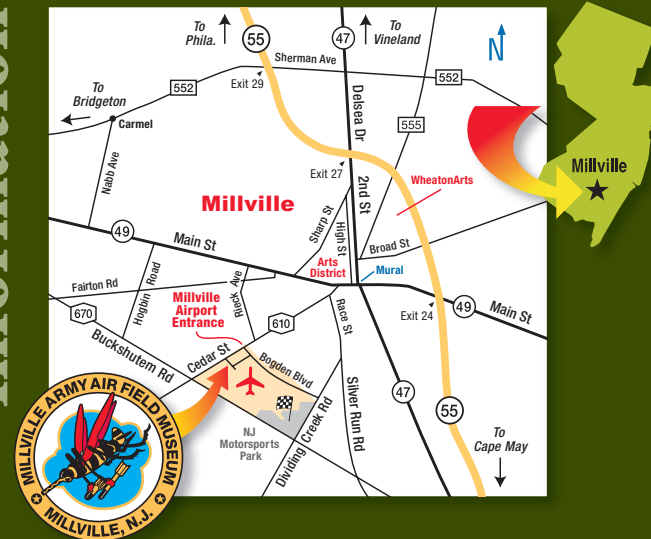 To
Phila.
55
47
To
Vineland
N
Sherman Ave
552
552
Exit 29
To
Bridgeton
Carmel
Nabb Ave
Delsea Dr
555
Exit 27
2nd St
WheatonArts
Millville
Millville
49
Main St
Sharp St
High St
Arts
District
Broad St
Mural
Fairton Rd
Hogbin Road
Rieck Ave
Millville
Airport
Entrance
670
610
Buckshutem Rd
Cedar St
Bogden Blvd
Race St
Exit 24
49
Main St
Silver Run Rd
47
55
NJ
Motorsports
Park
Dividing Creek Rd
To
Cape May
MILLVILLE ARMY AIR FIELD MUSEUM
MILLVILLE, N.J.